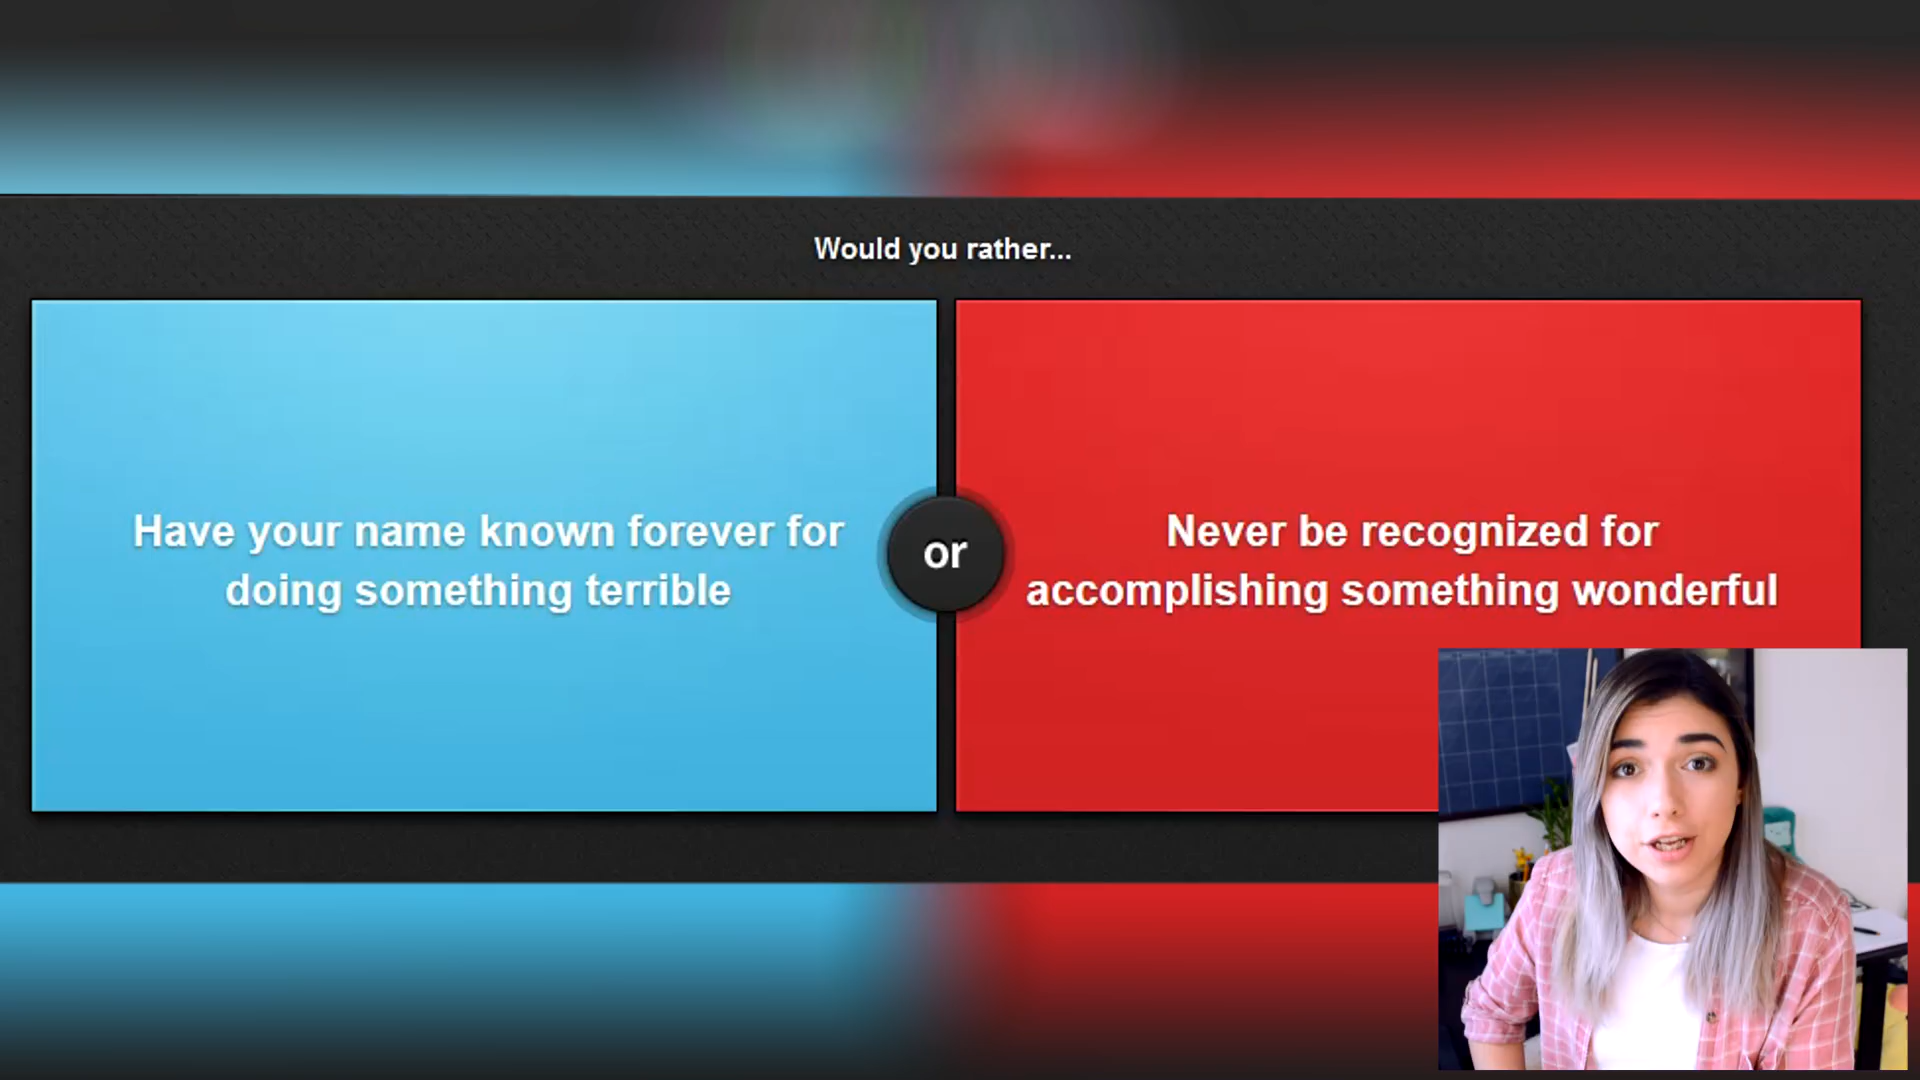 Would you rather...
Have your name known forever for
doing something terrible
or
Never be recognized for
accomplishing something wonderful